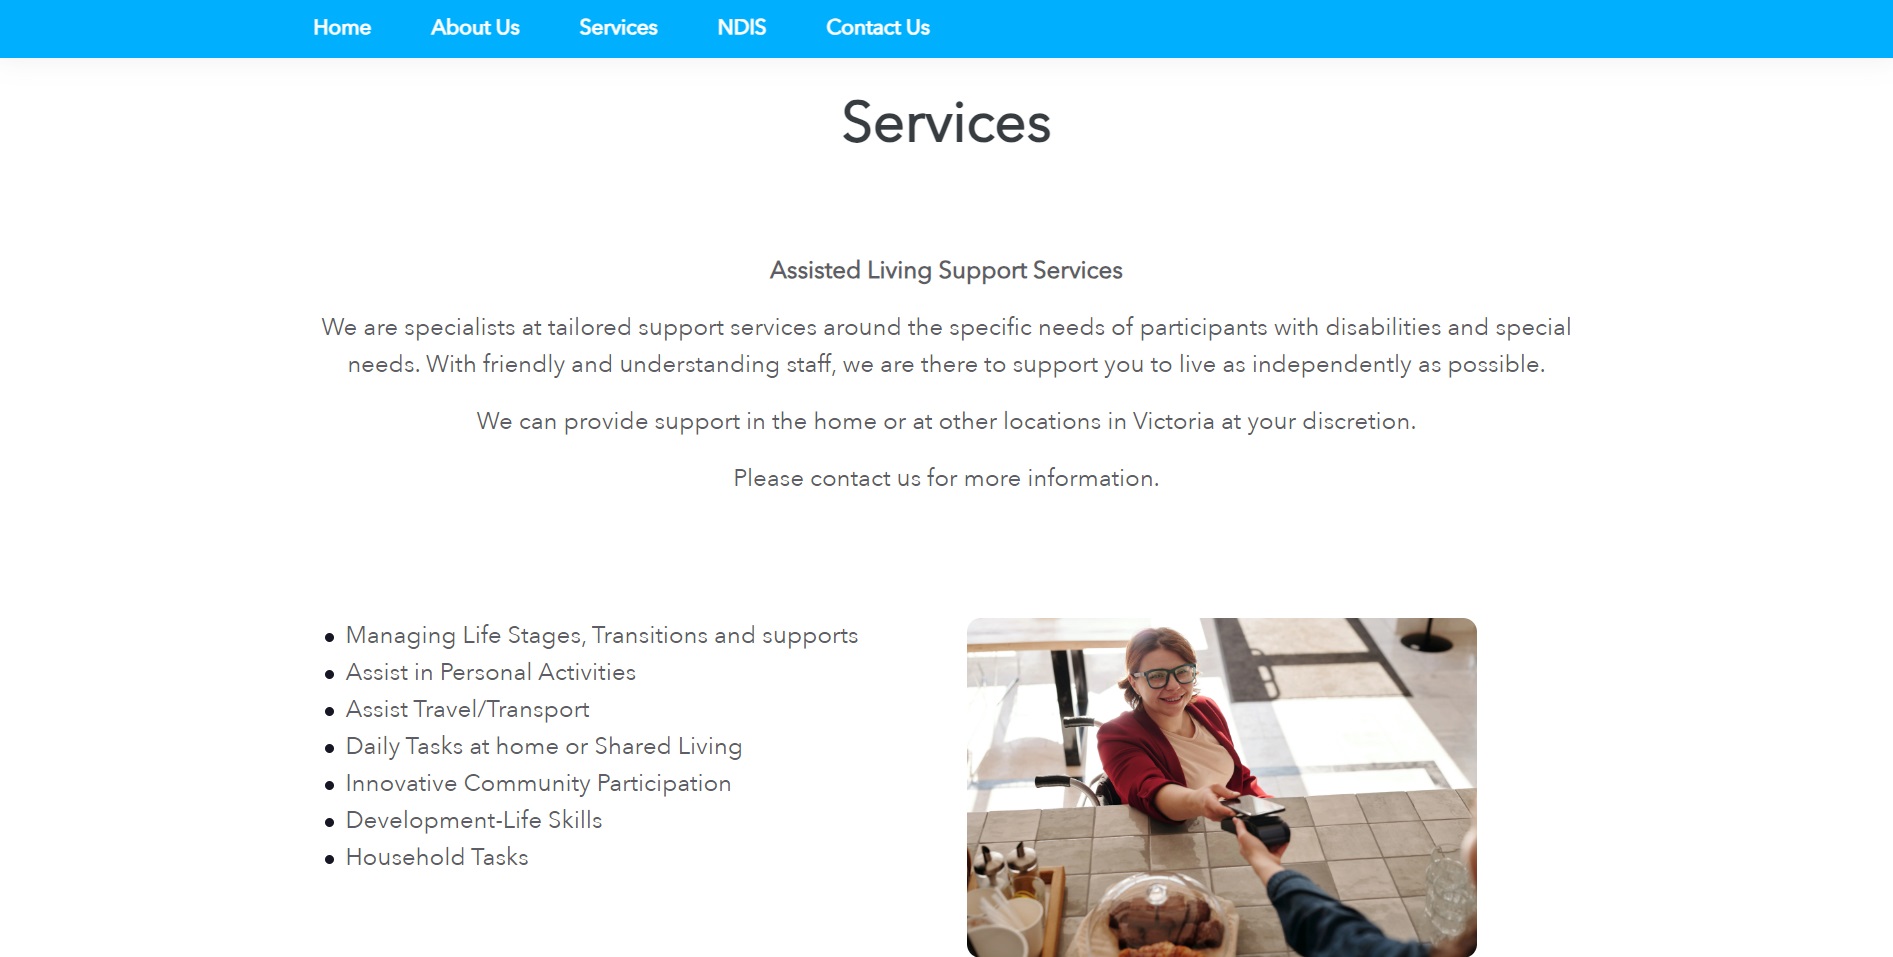 Home About Us Services NDIS Contact Us
Services
Assisted Living Support Services
We are specialists at tailored support services around the specific needs of participants with disabilities and special
needs. With friendly and understanding staff, we are there to support you to live as independently as possible.
We can provide support in the home or at other locations in Victoria at your discretion.
Please contact us for more information.
Managing Life Stages, Transitions and supports
Assist in Personal Activities
Assist Travel/Transport
Daily Tasks at home or Shared Living
Innovative Community Participation
Development-Life Skills
Household Tasks